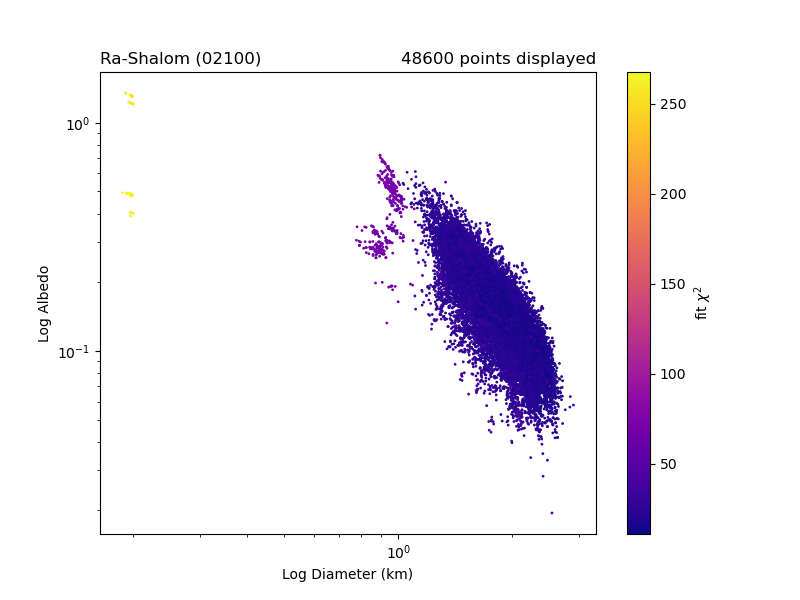 Ra-Shalom (02100)
48600 points displayed
10⁰
10⁻¹
Log Albedo
10⁰
Log Diameter (km)
250
200
150
100
50
fit χ²